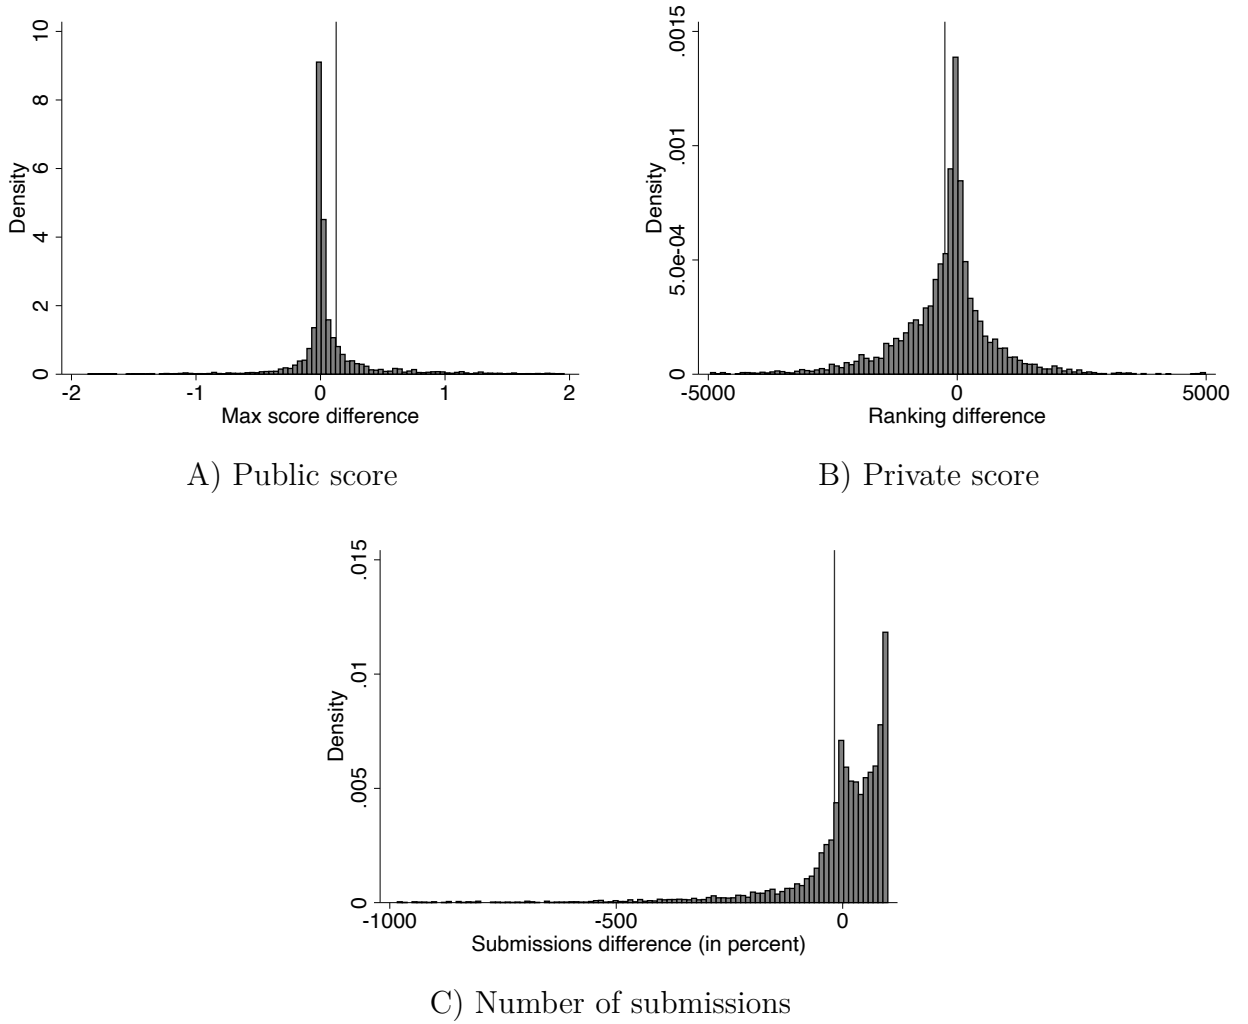 Density
10
8
6
4
2
0
-2
-1
0
1
2
Max score difference
A) Public score
Density
.0015
.001
5.0e-04
0
-5000
0
5000
Ranking difference
B) Private score
Density
.015
.01
.005
0
-1000
-500
0
Submissions difference (in percent)
C) Number of submissions